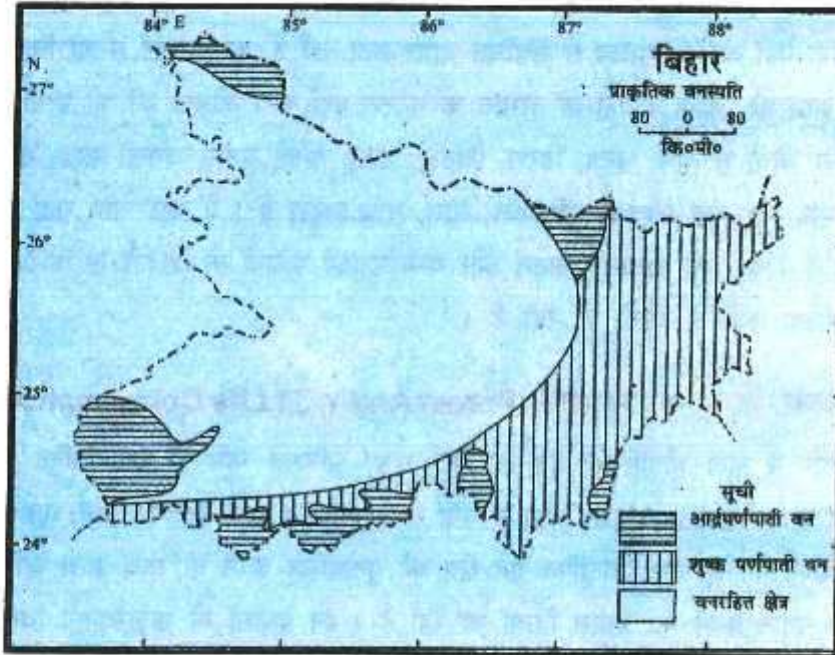 84° E 85° 86° 87° 88°
N
27°
26°
25°
24°
बिहार
प्राकृतिक वनस्पति
80 0 80
कि०मी०
सूची
आर्द्रपर्णपाती वन
शुष्क पर्णपाती वन
वनरहित क्षेत्र